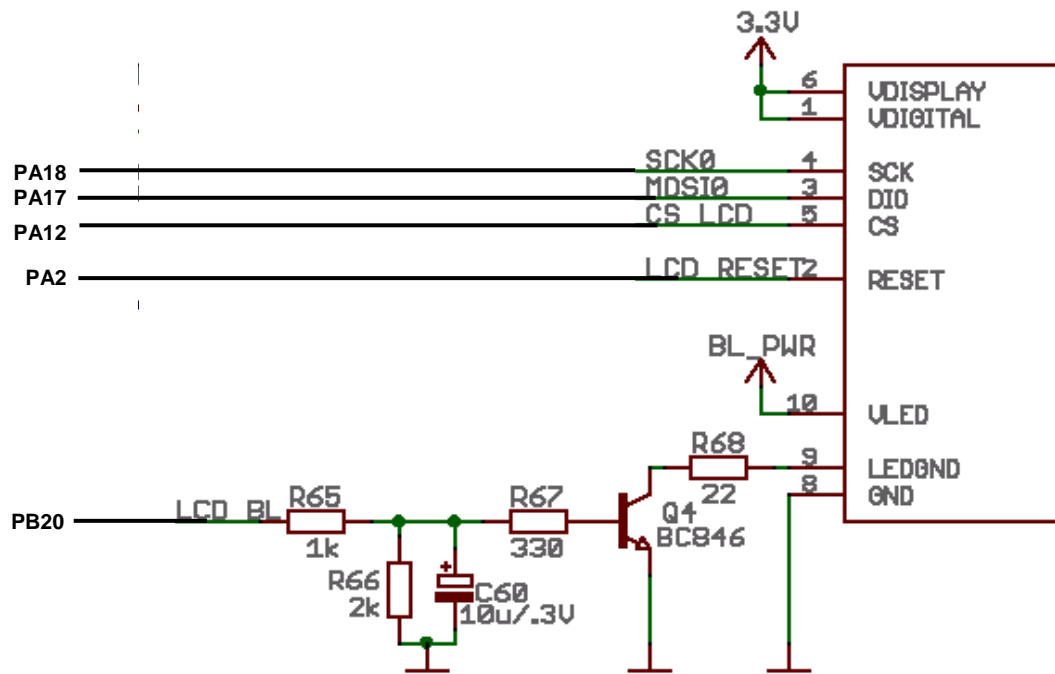 3.3V
6 VDISPLAY
1 VDIGITAL
PA18 SCK0 4 SCK
PA17 MOSI0 3 DIO
PA12 CS_LCD 5 CS
PA2 LCD_RESET 2 RESET
BL_PWR
10 VLED
R68 9 LEDGND
22 8 GND
PB20 LCD_BL R65 R67 Q4
1k 330 BC846
R66 C60
2k 10u/.3V